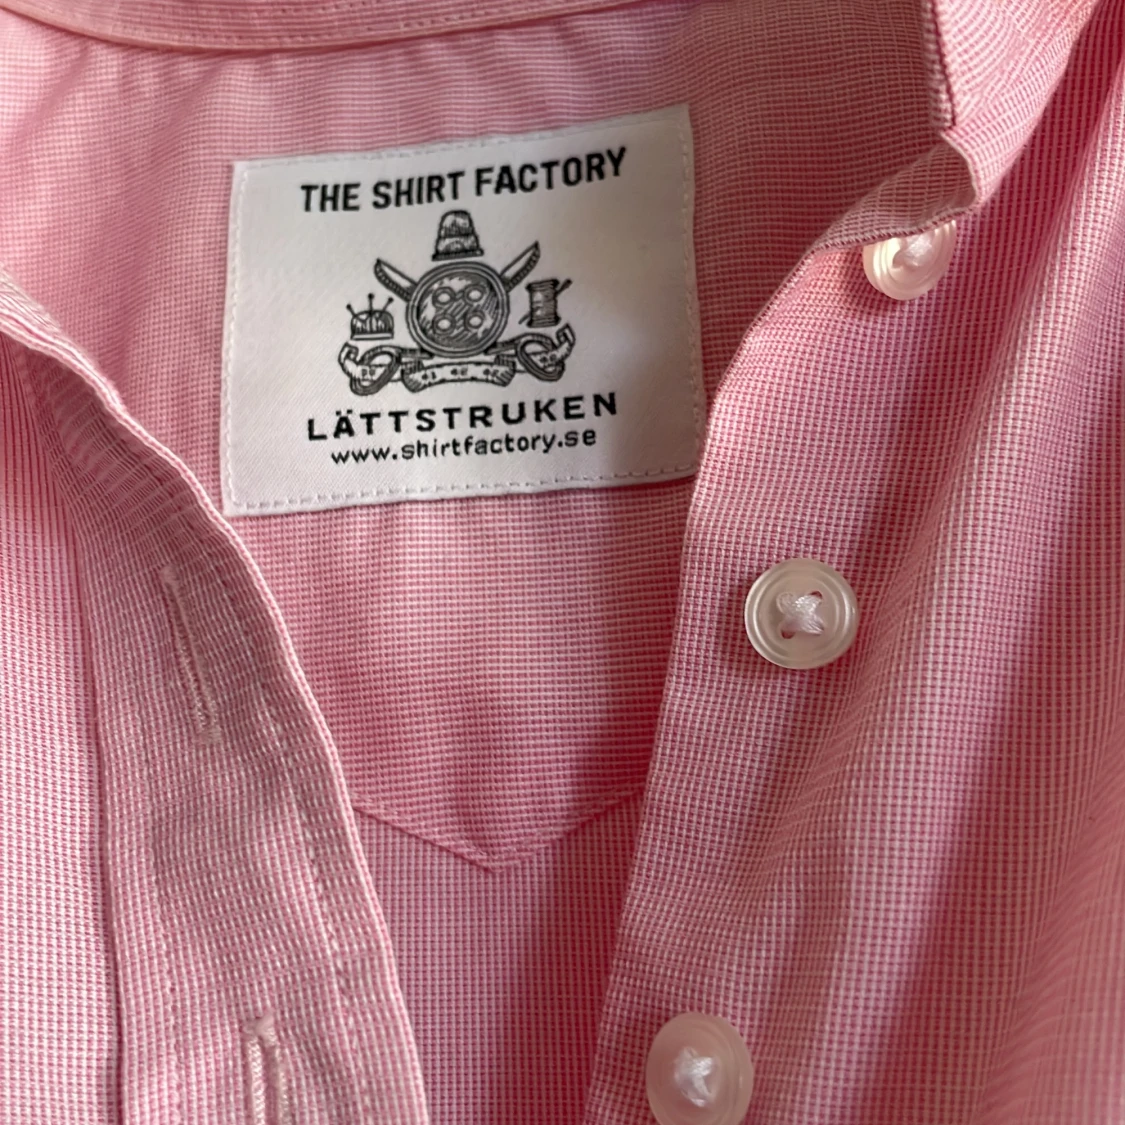 THE SHIRT FACTORY
LÄTTSTRUKEN
www.shirtfactory.se